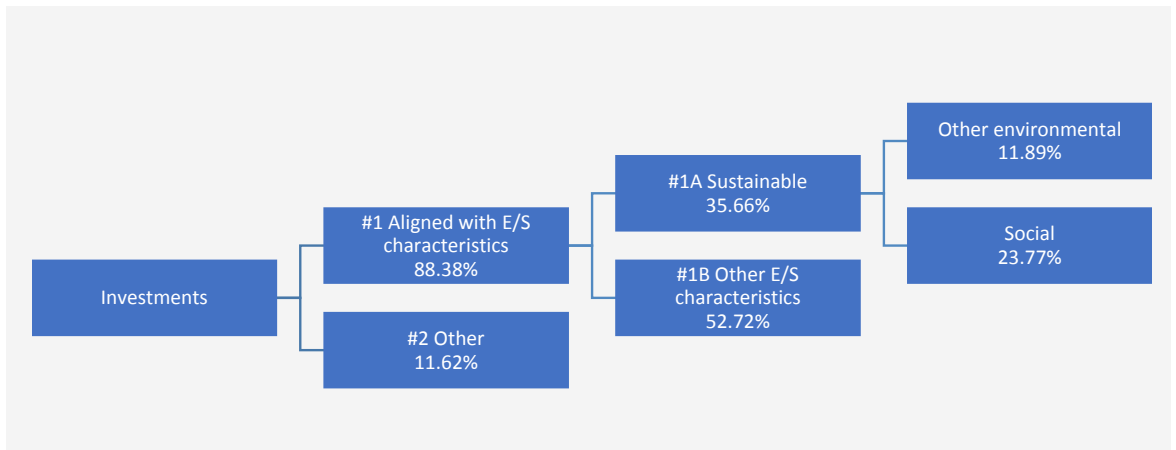 Investments
#1 Aligned with E/S
characteristics
88.38%
#2 Other
11.62%
#1A Sustainable
35.66%
#1B Other E/S
characteristics
52.72%
Other environmental
11.89%
Social
23.77%